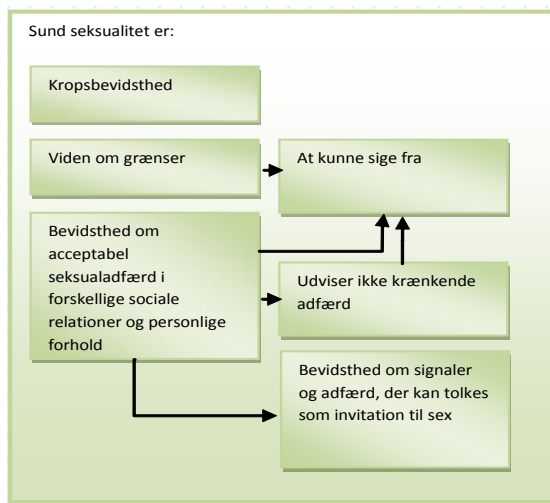 Sund seksualitet er:
Kropsbevidsthed
Viden om grænser
At kunne sige fra
Bevidsthed om
acceptabel
seksualadfærd i
forskellige sociale
relationer og personlige
forhold
Udviser ikke krænkende
adfærd
Bevidsthed om signaler
og adfærd, der kan tolkes
som invitation til sex